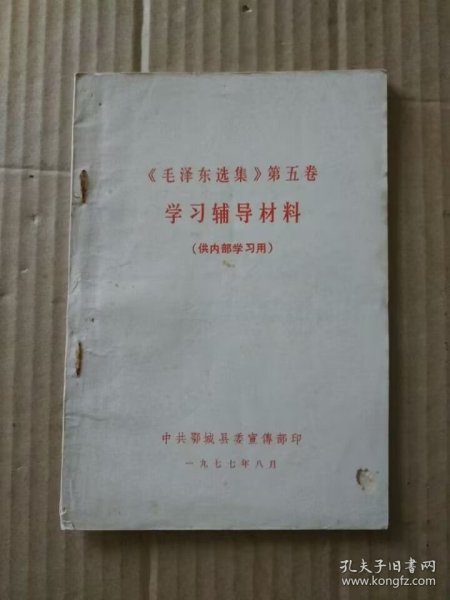 《毛泽东选集》第五卷
学习辅导材料
(供内部学习用)
中共鄂城县委宣傳部印
一九七七年八月
孔夫子旧书网
www.kongfz.com